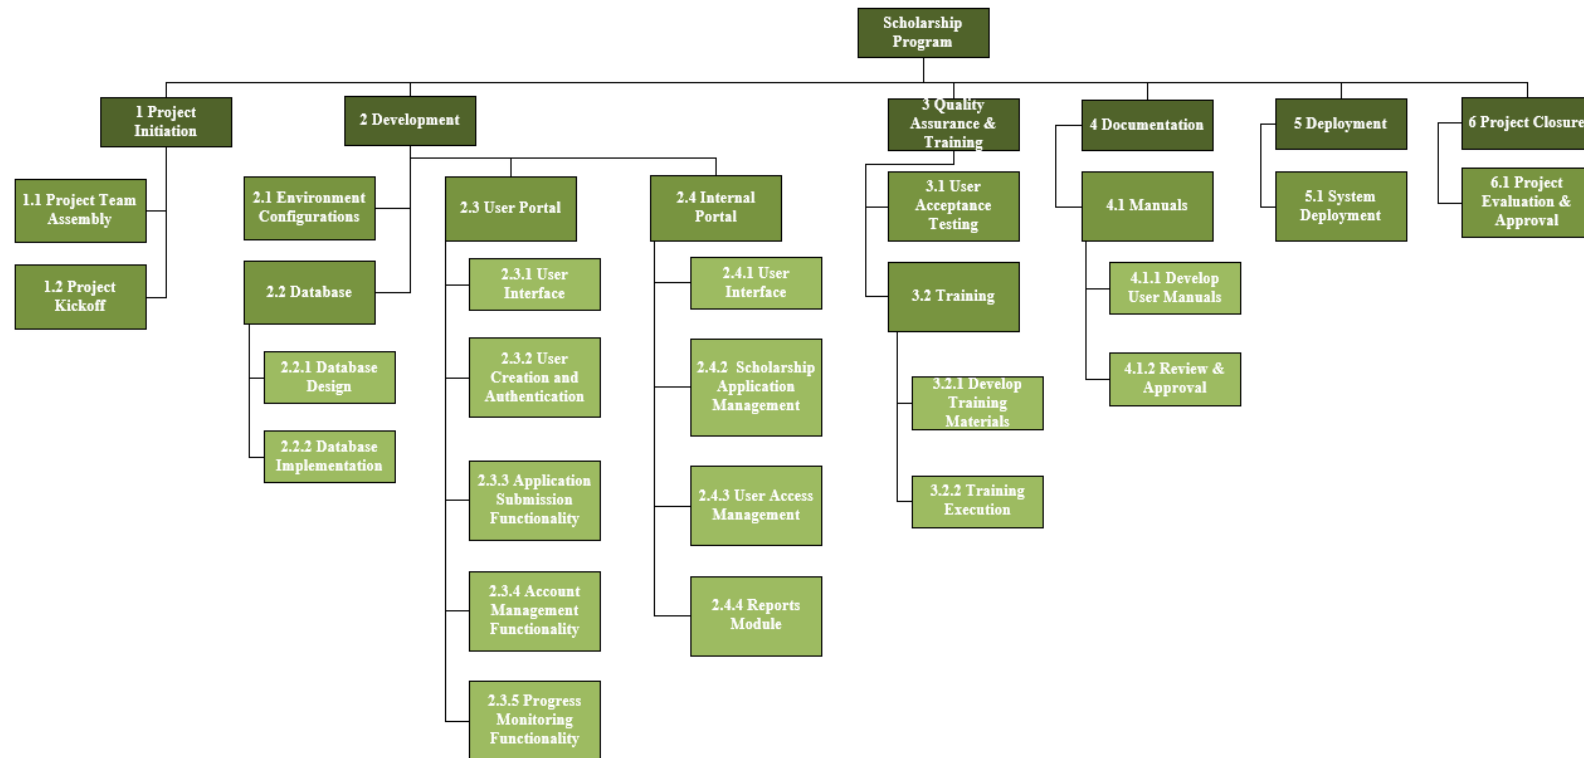 Scholarship
Program
1 Project
Initiation
1.1 Project Team
Assembly
1.2 Project
Kickoff
2 Development
2.1 Environment
Configurations
2.2 Database
2.2.1 Database
Design
2.2.2 Database
Implementation
2.3 User Portal
2.3.1 User
Interface
2.3.2 User
Creation and
Authentication
2.3.3 Application
Submission
Functionality
2.3.4 Account
Management
Functionality
2.3.5 Progress
Monitoring
Functionality
2.4 Internal
Portal
2.4.1 User
Interface
2.4.2 Scholarship
Application
Management
2.4.3 User Access
Management
2.4.4 Reports
Module
3 Quality
Assurance &
Training
3.1 User
Acceptance
Testing
3.2 Training
3.2.1 Develop
Training
Materials
3.2.2 Training
Execution
4 Documentation
4.1 Manuals
4.1.1 Develop
User Manuals
4.1.2 Review &
Approval
5 Deployment
5.1 System
Deployment
6 Project Closure
6.1 Project
Evaluation &
Approval